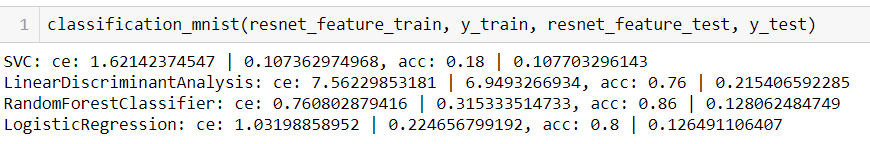 1 classification_mnist(resnet_feature_train, y_train, resnet_feature_test, y_test)
SVC: ce: 1.62142374547 | 0.107362974968, acc: 0.18 | 0.107703296143
LinearDiscriminantAnalysis: ce: 7.56229853181 | 6.9493266934, acc: 0.76 | 0.215406592285
RandomForestClassifier: ce: 0.760802879416 | 0.315333514733, acc: 0.86 | 0.128062484749
LogisticRegression: ce: 1.03198858952 | 0.224656799192, acc: 0.8 | 0.126491106407